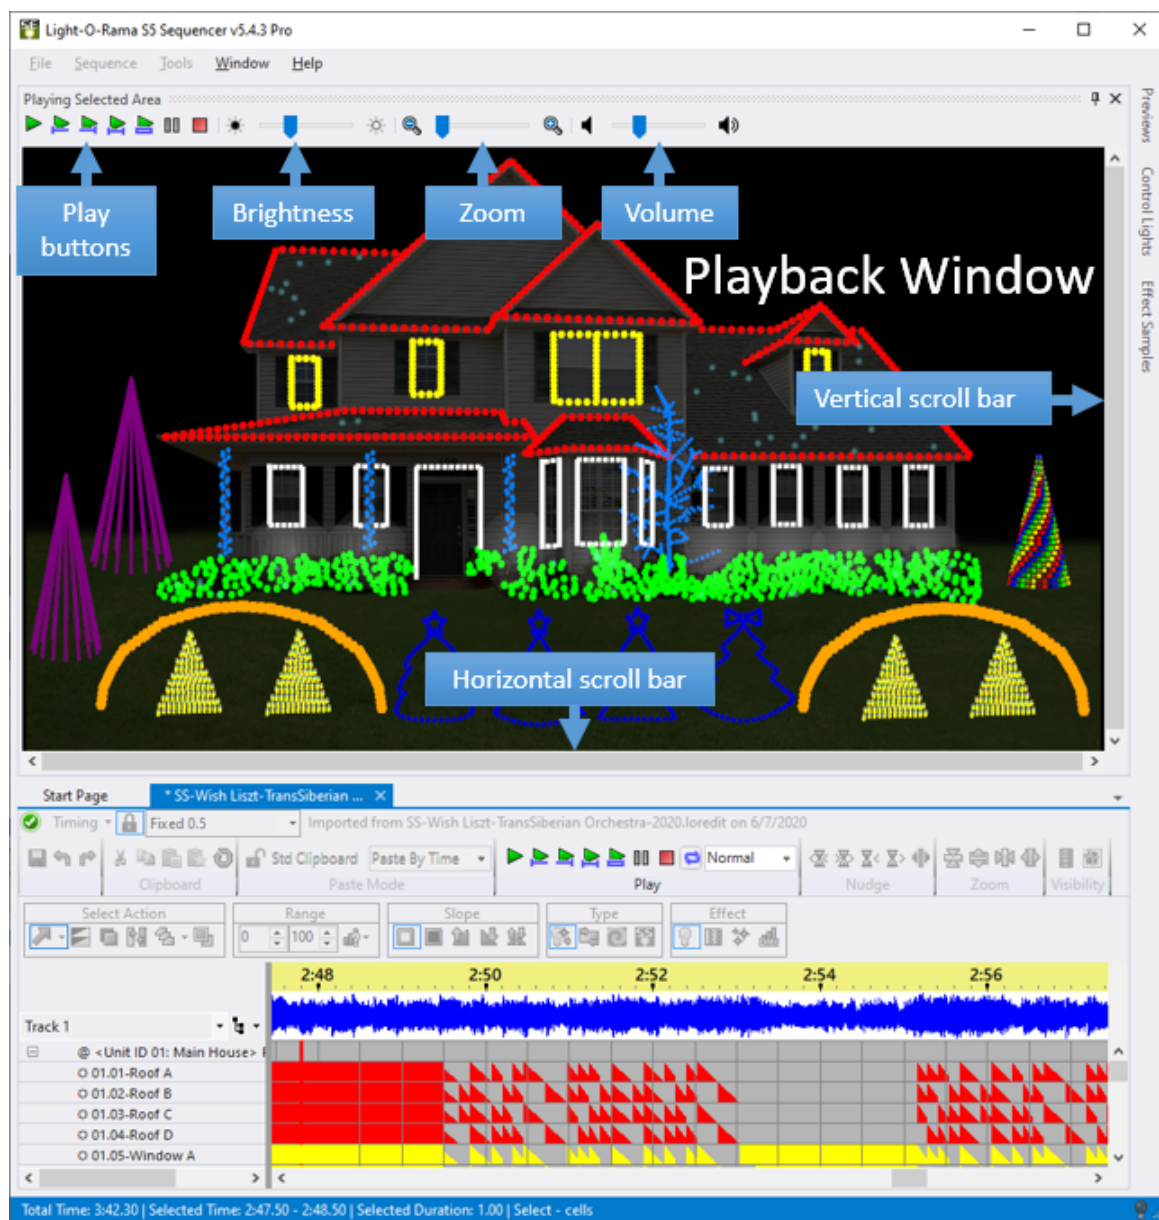 Light-O-Rama S5 Sequencer v5.4.3 Pro
File Sequence Tools Window Help
Playing Selected Area
Previews
Control Lights
Effect Samples
Play
buttons
Brightness
Zoom
Volume
Playback Window
Vertical scroll bar
Horizontal scroll bar
Start Page * SS-Wish Liszt-TransSiberian ...
Timing Fixed 0.5 Imported from SS-Wish Liszt-TransSiberian Orchestra-2020.loredit on 6/7/2020
Std Clipboard Paste By Time Normal
Clipboard Paste Mode Play Nudge Zoom Visibility
Select Action Range Slope Type Effect
0 100
2:48 2:50 2:52 2:54 2:56
Track 1
@ <Unit ID 01: Main House>
01.01-Roof A
01.02-Roof B
01.03-Roof C
01.04-Roof D
01.05-Window A
Total Time: 3:42.30 | Selected Time: 2:47.50 - 2:48.50 | Selected Duration: 1.00 | Select - cells